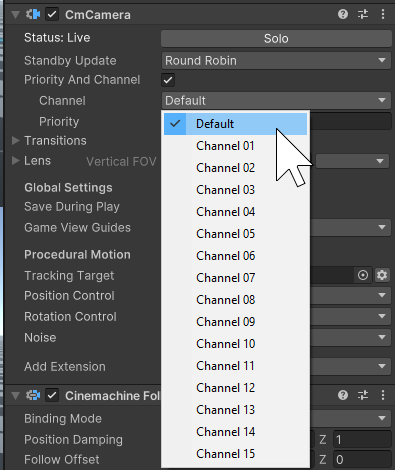 CmCamera
Status: Live Solo
Standby Update Round Robin
Priority And Channel
Channel Default
Priority
Default
Transitions
Channel 01
Lens Vertical FOV
Channel 02
Global Settings
Channel 03
Save During Play
Channel 04
Game View Guides
Channel 05
Procedural Motion
Channel 06
Tracking Target
Channel 07
Position Control
Channel 08
Rotation Control
Channel 09
Noise
Channel 10
Add Extension
Channel 11
Channel 12
Cinemachine Fol
Channel 13
Binding Mode
Channel 14
Position Damping Z 1
Channel 15
Follow Offset Z 0